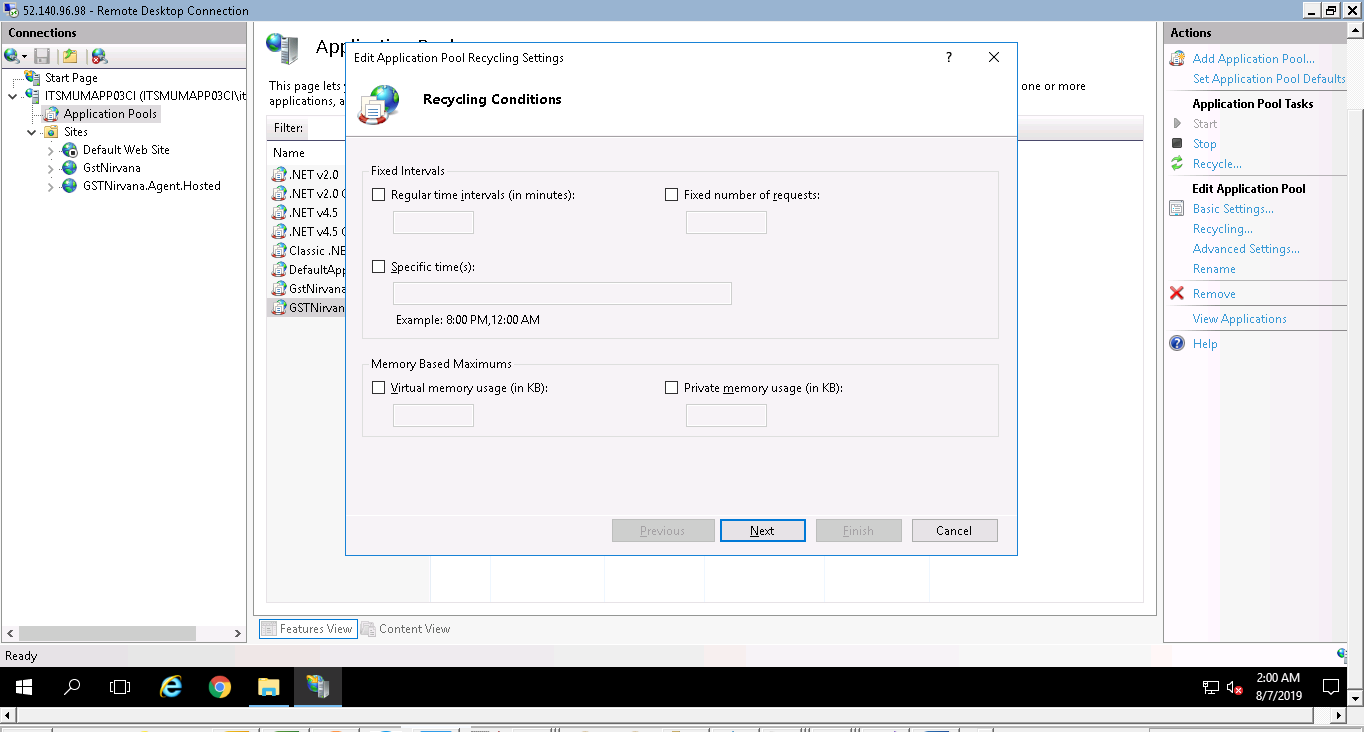 52.140.96.98 - Remote Desktop Connection
Connections
Start Page
ITSMUMAPP03CI (ITSMUMAPP03CI\it
Application Pools
Sites
Default Web Site
GstNirvana
GSTNirvana.Agent.Hosted
This page lets
applications, a
one or more
Filter:
Name
.NET v2.0
.NET v2.0
.NET v4.5
.NET v4.5
Classic .NE
DefaultApp
GstNirvana
GSTNirvan
Edit Application Pool Recycling Settings
?
Recycling Conditions
Fixed Intervals
Regular time intervals (in minutes):
Fixed number of requests:
Specific time(s):
Example: 8:00 PM,12:00 AM
Memory Based Maximums
Virtual memory usage (in KB):
Private memory usage (in KB):
Previous
Next
Finish
Cancel
Features View
Content View
Actions
Add Application Pool...
Set Application Pool Defaults
Application Pool Tasks
Start
Stop
Recycle...
Edit Application Pool
Basic Settings...
Recycling...
Advanced Settings...
Rename
Remove
View Applications
Help
Ready
2:00 AM
8/7/2019